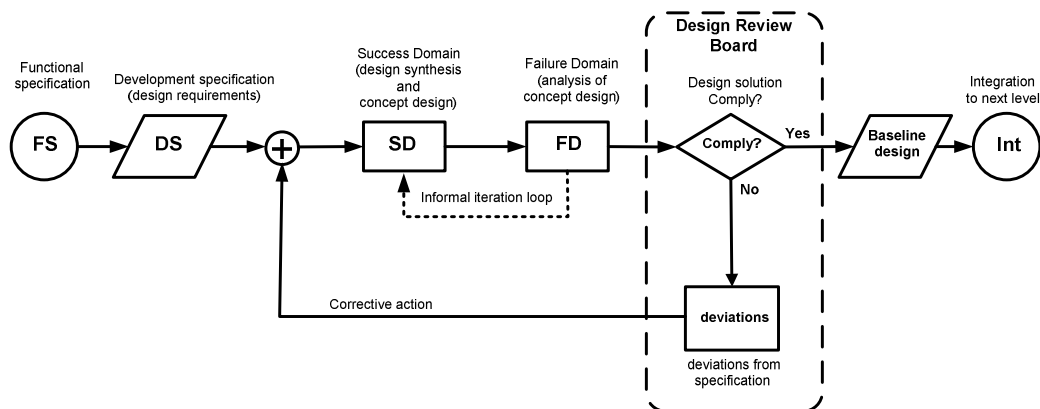 Functional
specification
FS
Development specification
(design requirements)
DS
+
Success Domain
(design synthesis
and
concept design)
SD
Failure Domain
(analysis of
concept design)
FD
Informal iteration loop
Design Review
Board
Design solution
Comply?
Comply?
Yes
No
deviations
deviations from
specification
Corrective action
Baseline
design
Integration
to next level
Int